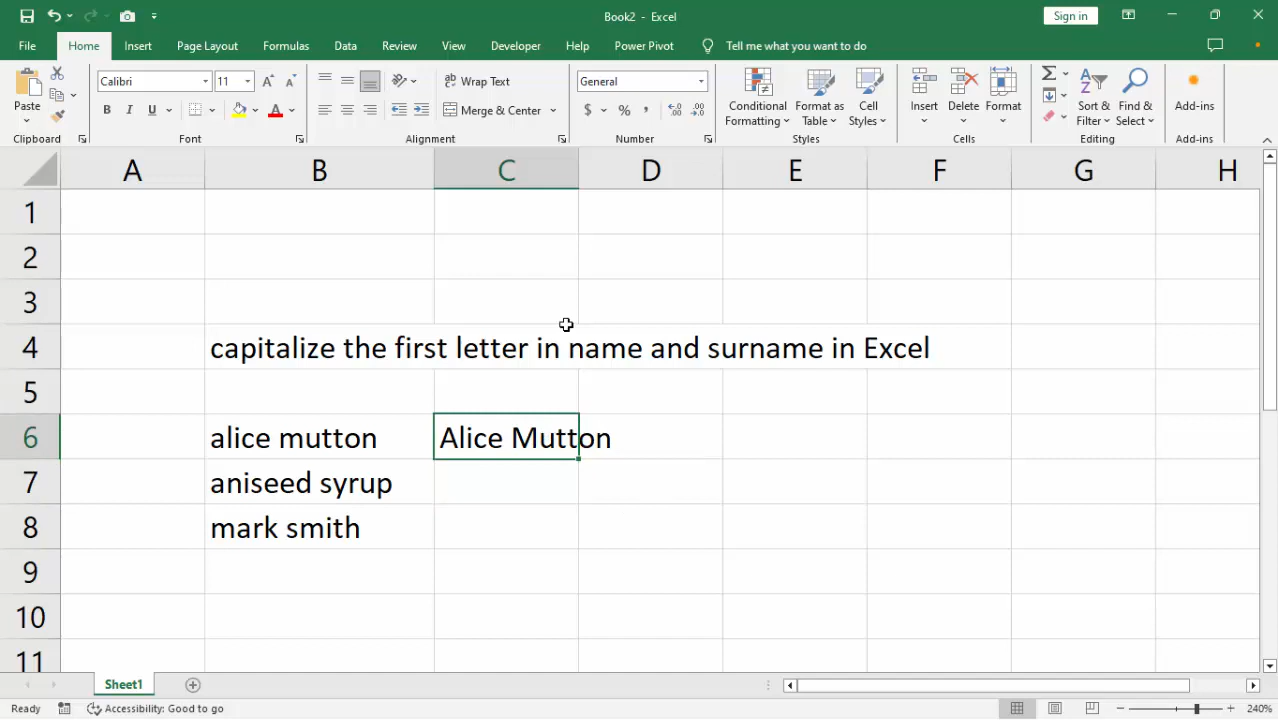 Book2 - Excel
Sign in
File Home Insert Page Layout Formulas Data Review View Developer Help Power Pivot Tell me what you want to do
Paste
Calibri 11
B I U A
Wrap Text
Merge & Center
General
$ % ,
Conditional Formatting
Format as Table
Cell Styles
Insert
Delete
Format
Sort & Filter
Find & Select
Add-ins
Clipboard Font Alignment Number Styles Cells Editing Add-ins
A B C D E F G H
1
2
3
4 capitalize the first letter in name and surname in Excel
5
6 alice mutton Alice Mutton
7 aniseed syrup
8 mark smith
9
10
11
Sheet1
Ready Accessibility: Good to go 240%